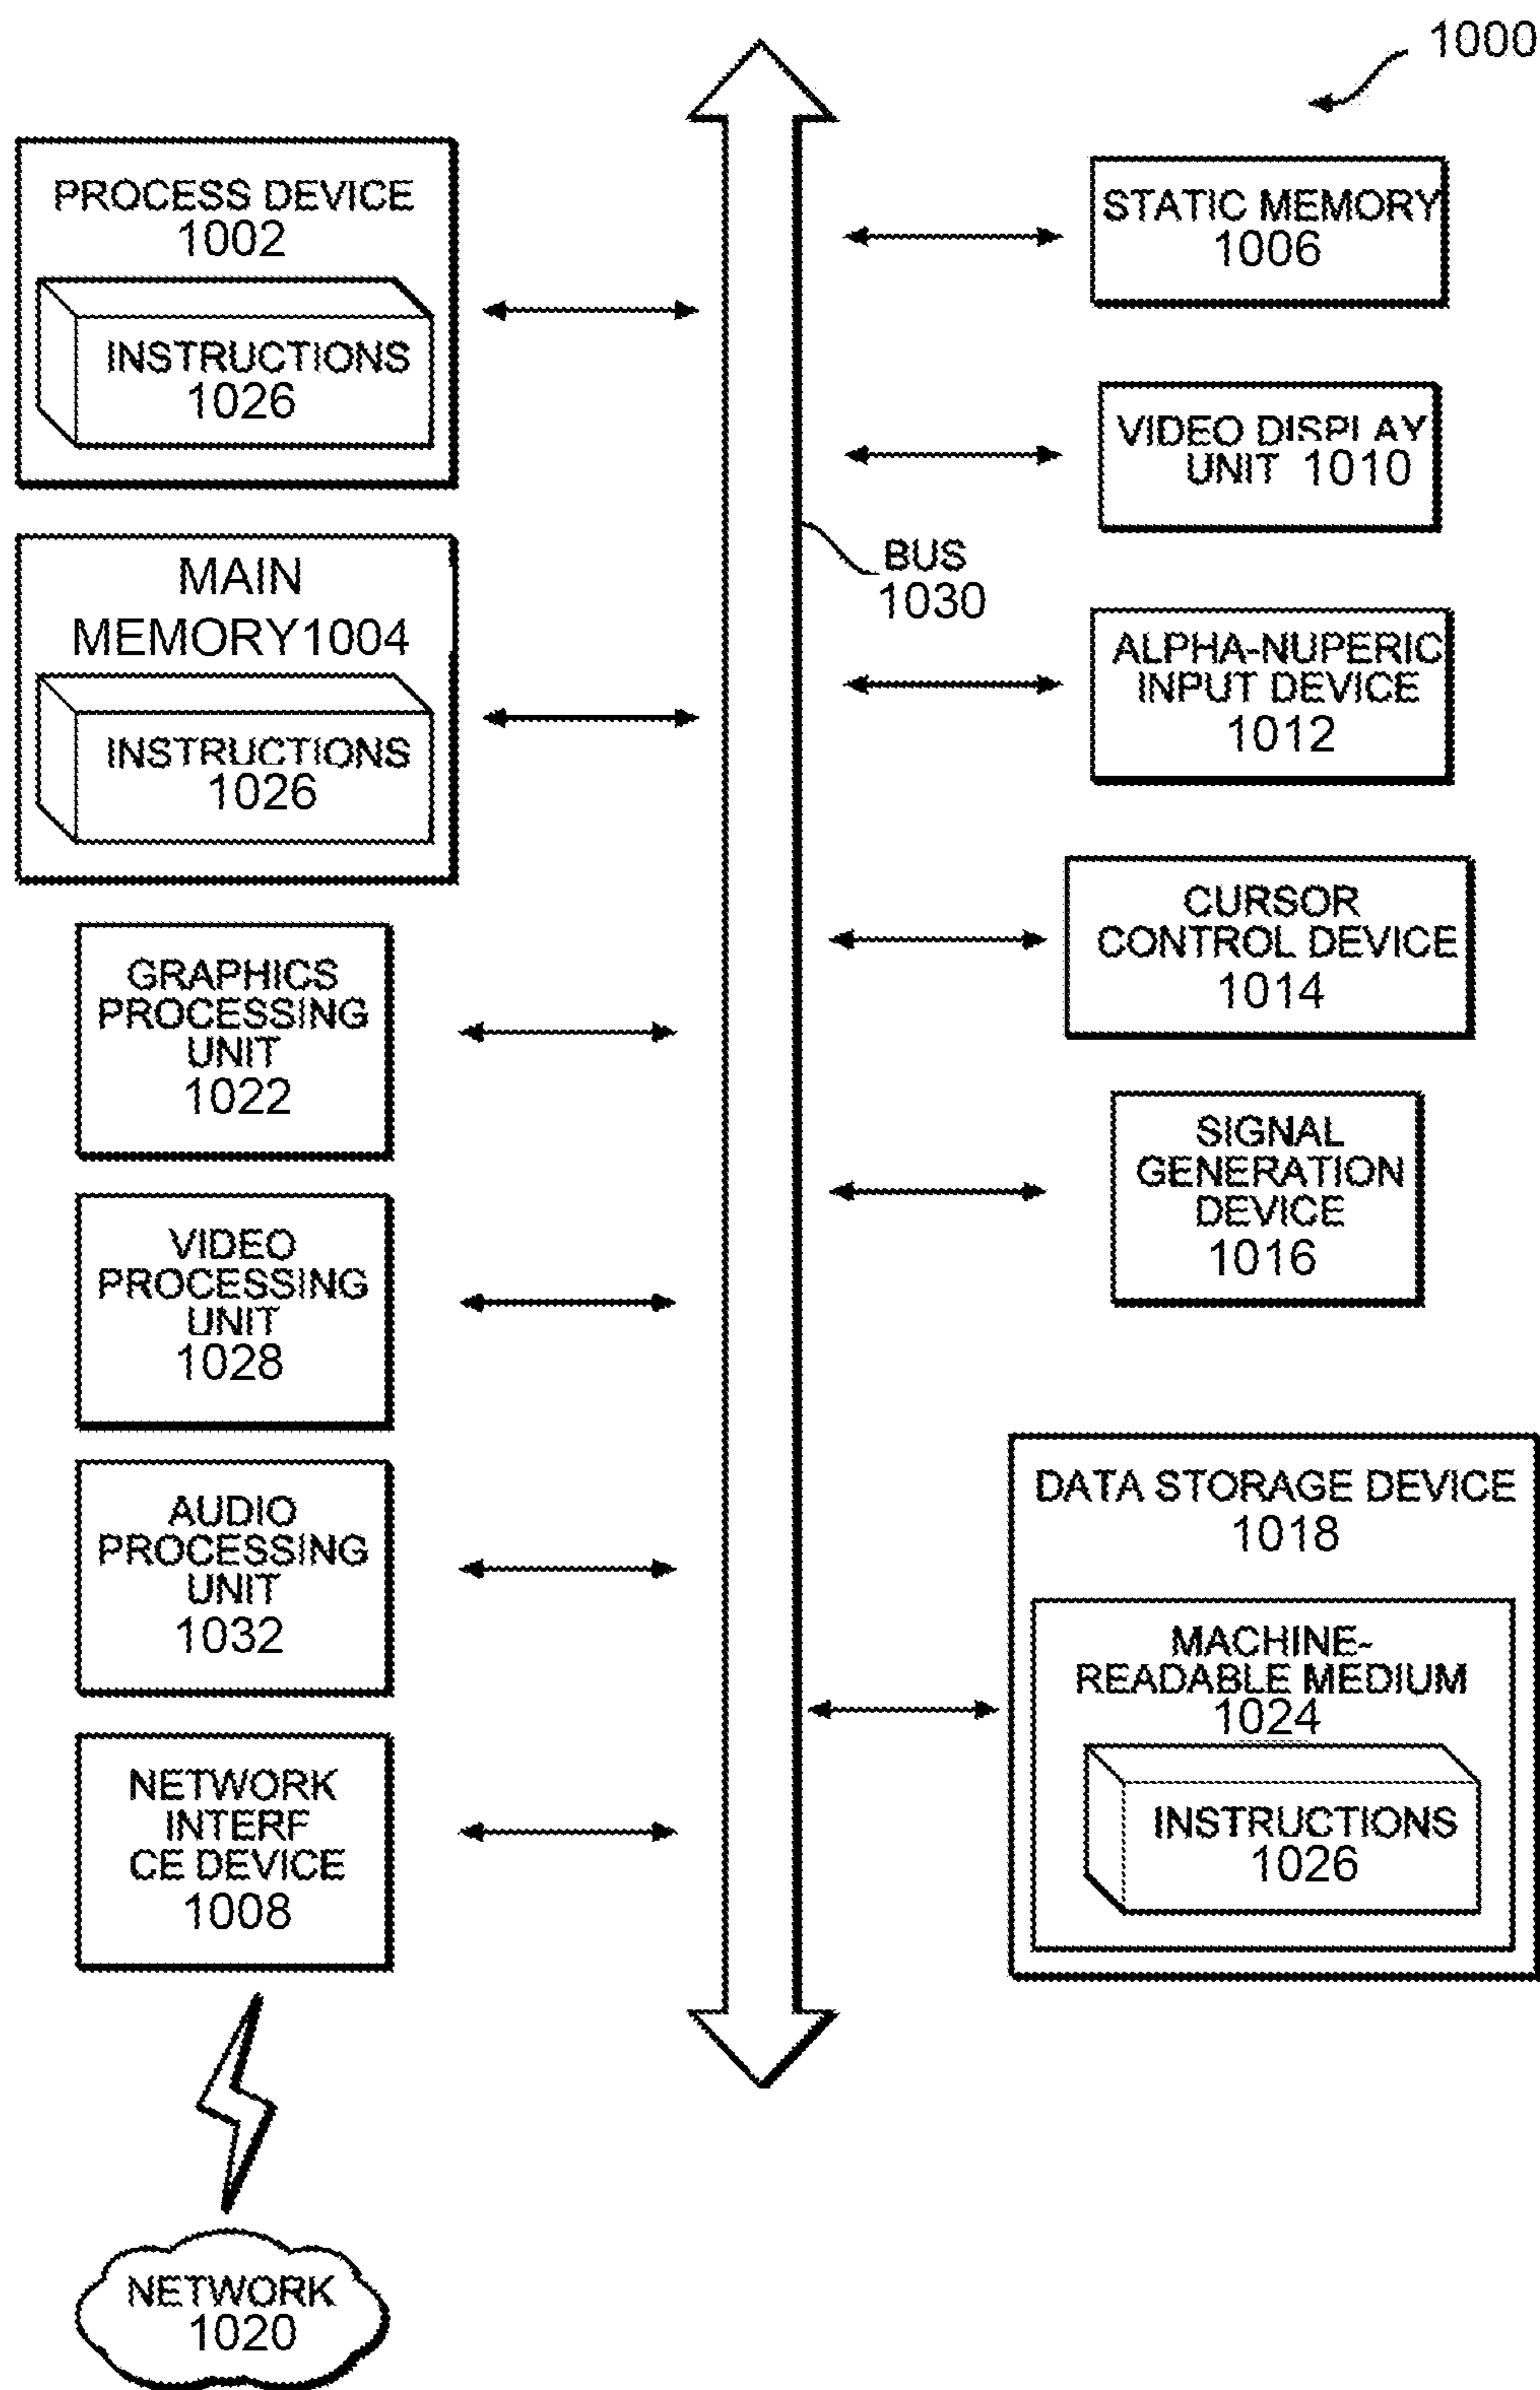 1000
PROCESS DEVICE
1002
INSTRUCTIONS
1026
MAIN
MEMORY1004
INSTRUCTIONS
1026
GRAPHICS
PROCESSING
UNIT
1022
VIDEO
PROCESSING
UNIT
1028
AUDIO
PROCESSING
UNIT
1032
NETWORK
INTERF
CE DEVICE
1008
NETWORK
1020
BUS
1030
STATIC MEMORY
1006
VIDEO DISPLAY
UNIT 1010
ALPHA-NUPERIC
INPUT DEVICE
1012
CURSOR
CONTROL DEVICE
1014
SIGNAL
GENERATION
DEVICE
1016
DATA STORAGE DEVICE
1018
MACHINE-
READABLE MEDIUM
1024
INSTRUCTIONS
1026